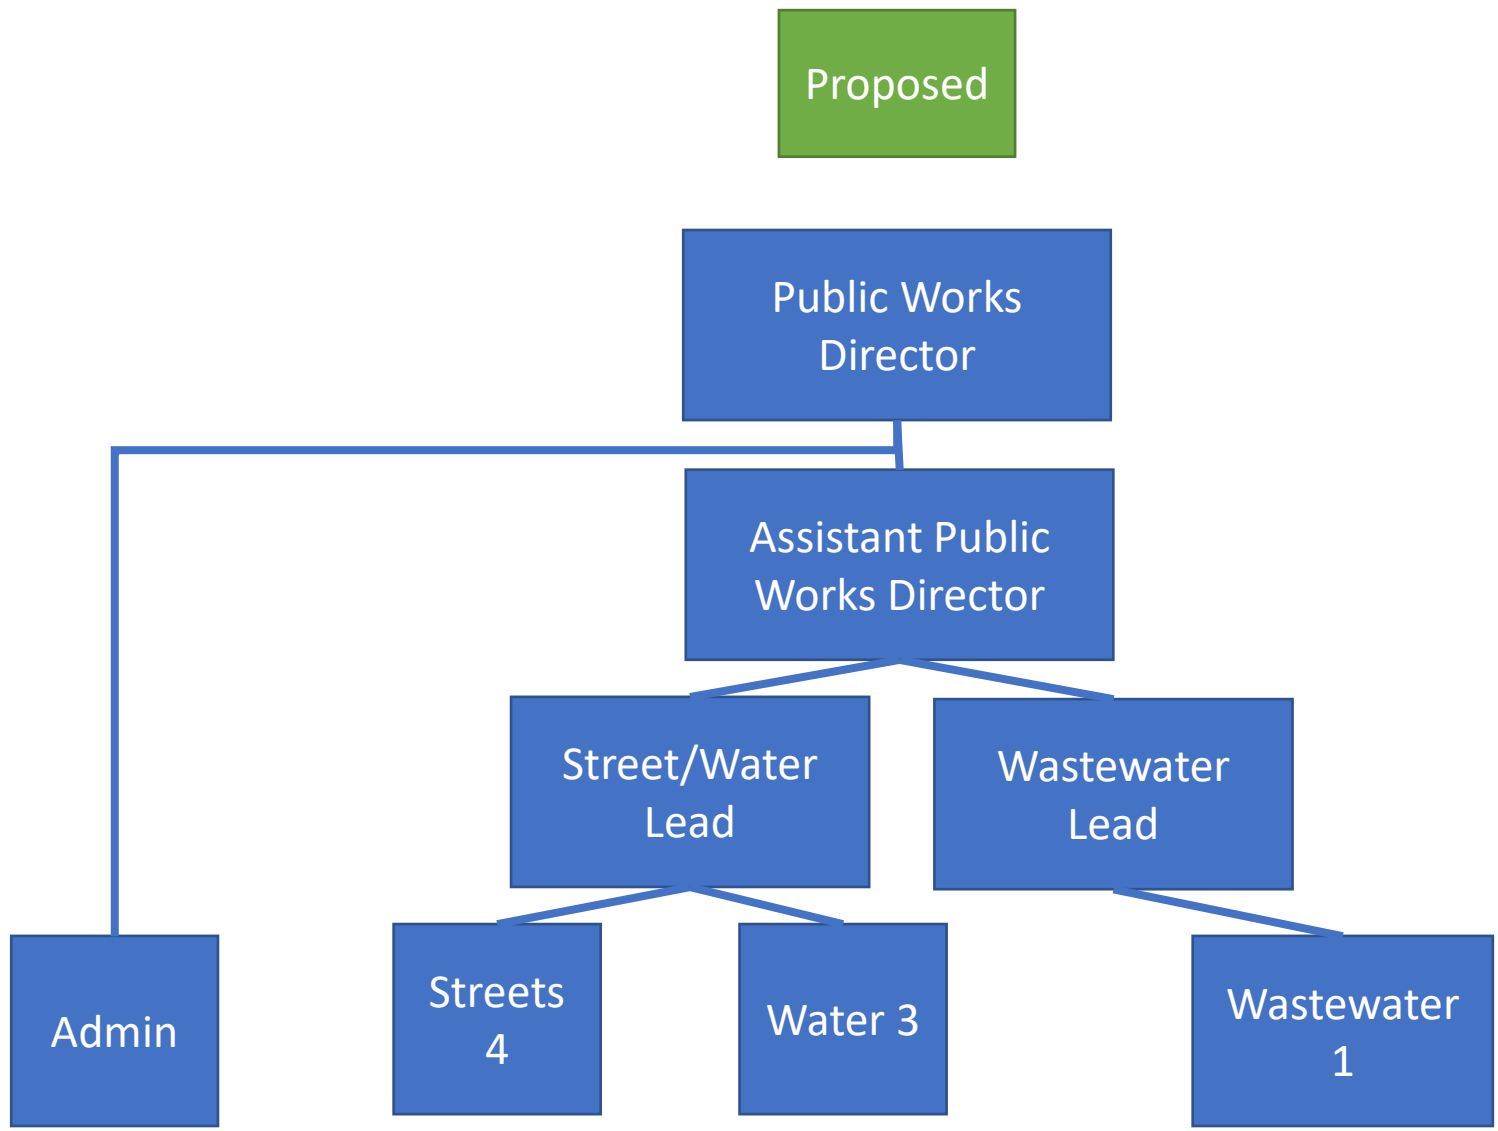 Proposed
Public Works
Director
Assistant Public
Works Director
Street/Water
Lead
Wastewater
Lead
Admin
Streets
4
Water 3
Wastewater
1